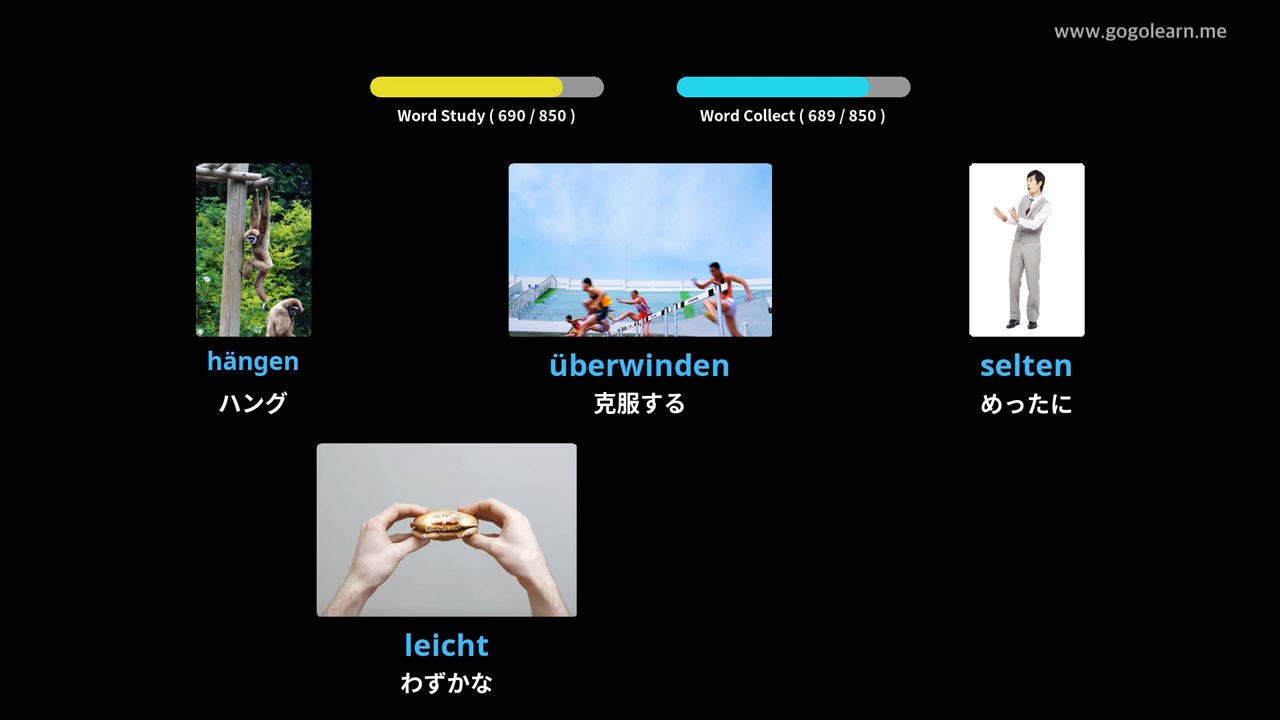 www.gogolearn.me
Word Study ( 690 / 850 )
Word Collect ( 689 / 850 )
hängen
ハング
überwinden
克服する
selten
めったに
leicht
わずかな